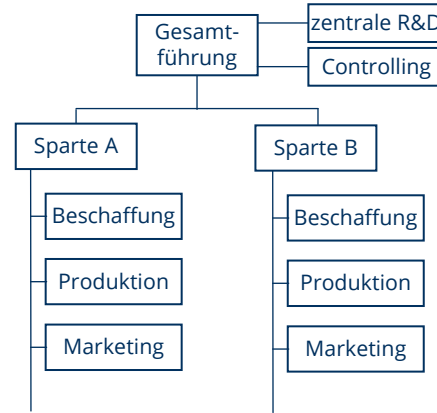 Gesamt-
führung
zentrale R&D
Controlling
Sparte A
Sparte B
Beschaffung
Beschaffung
Produktion
Produktion
Marketing
Marketing